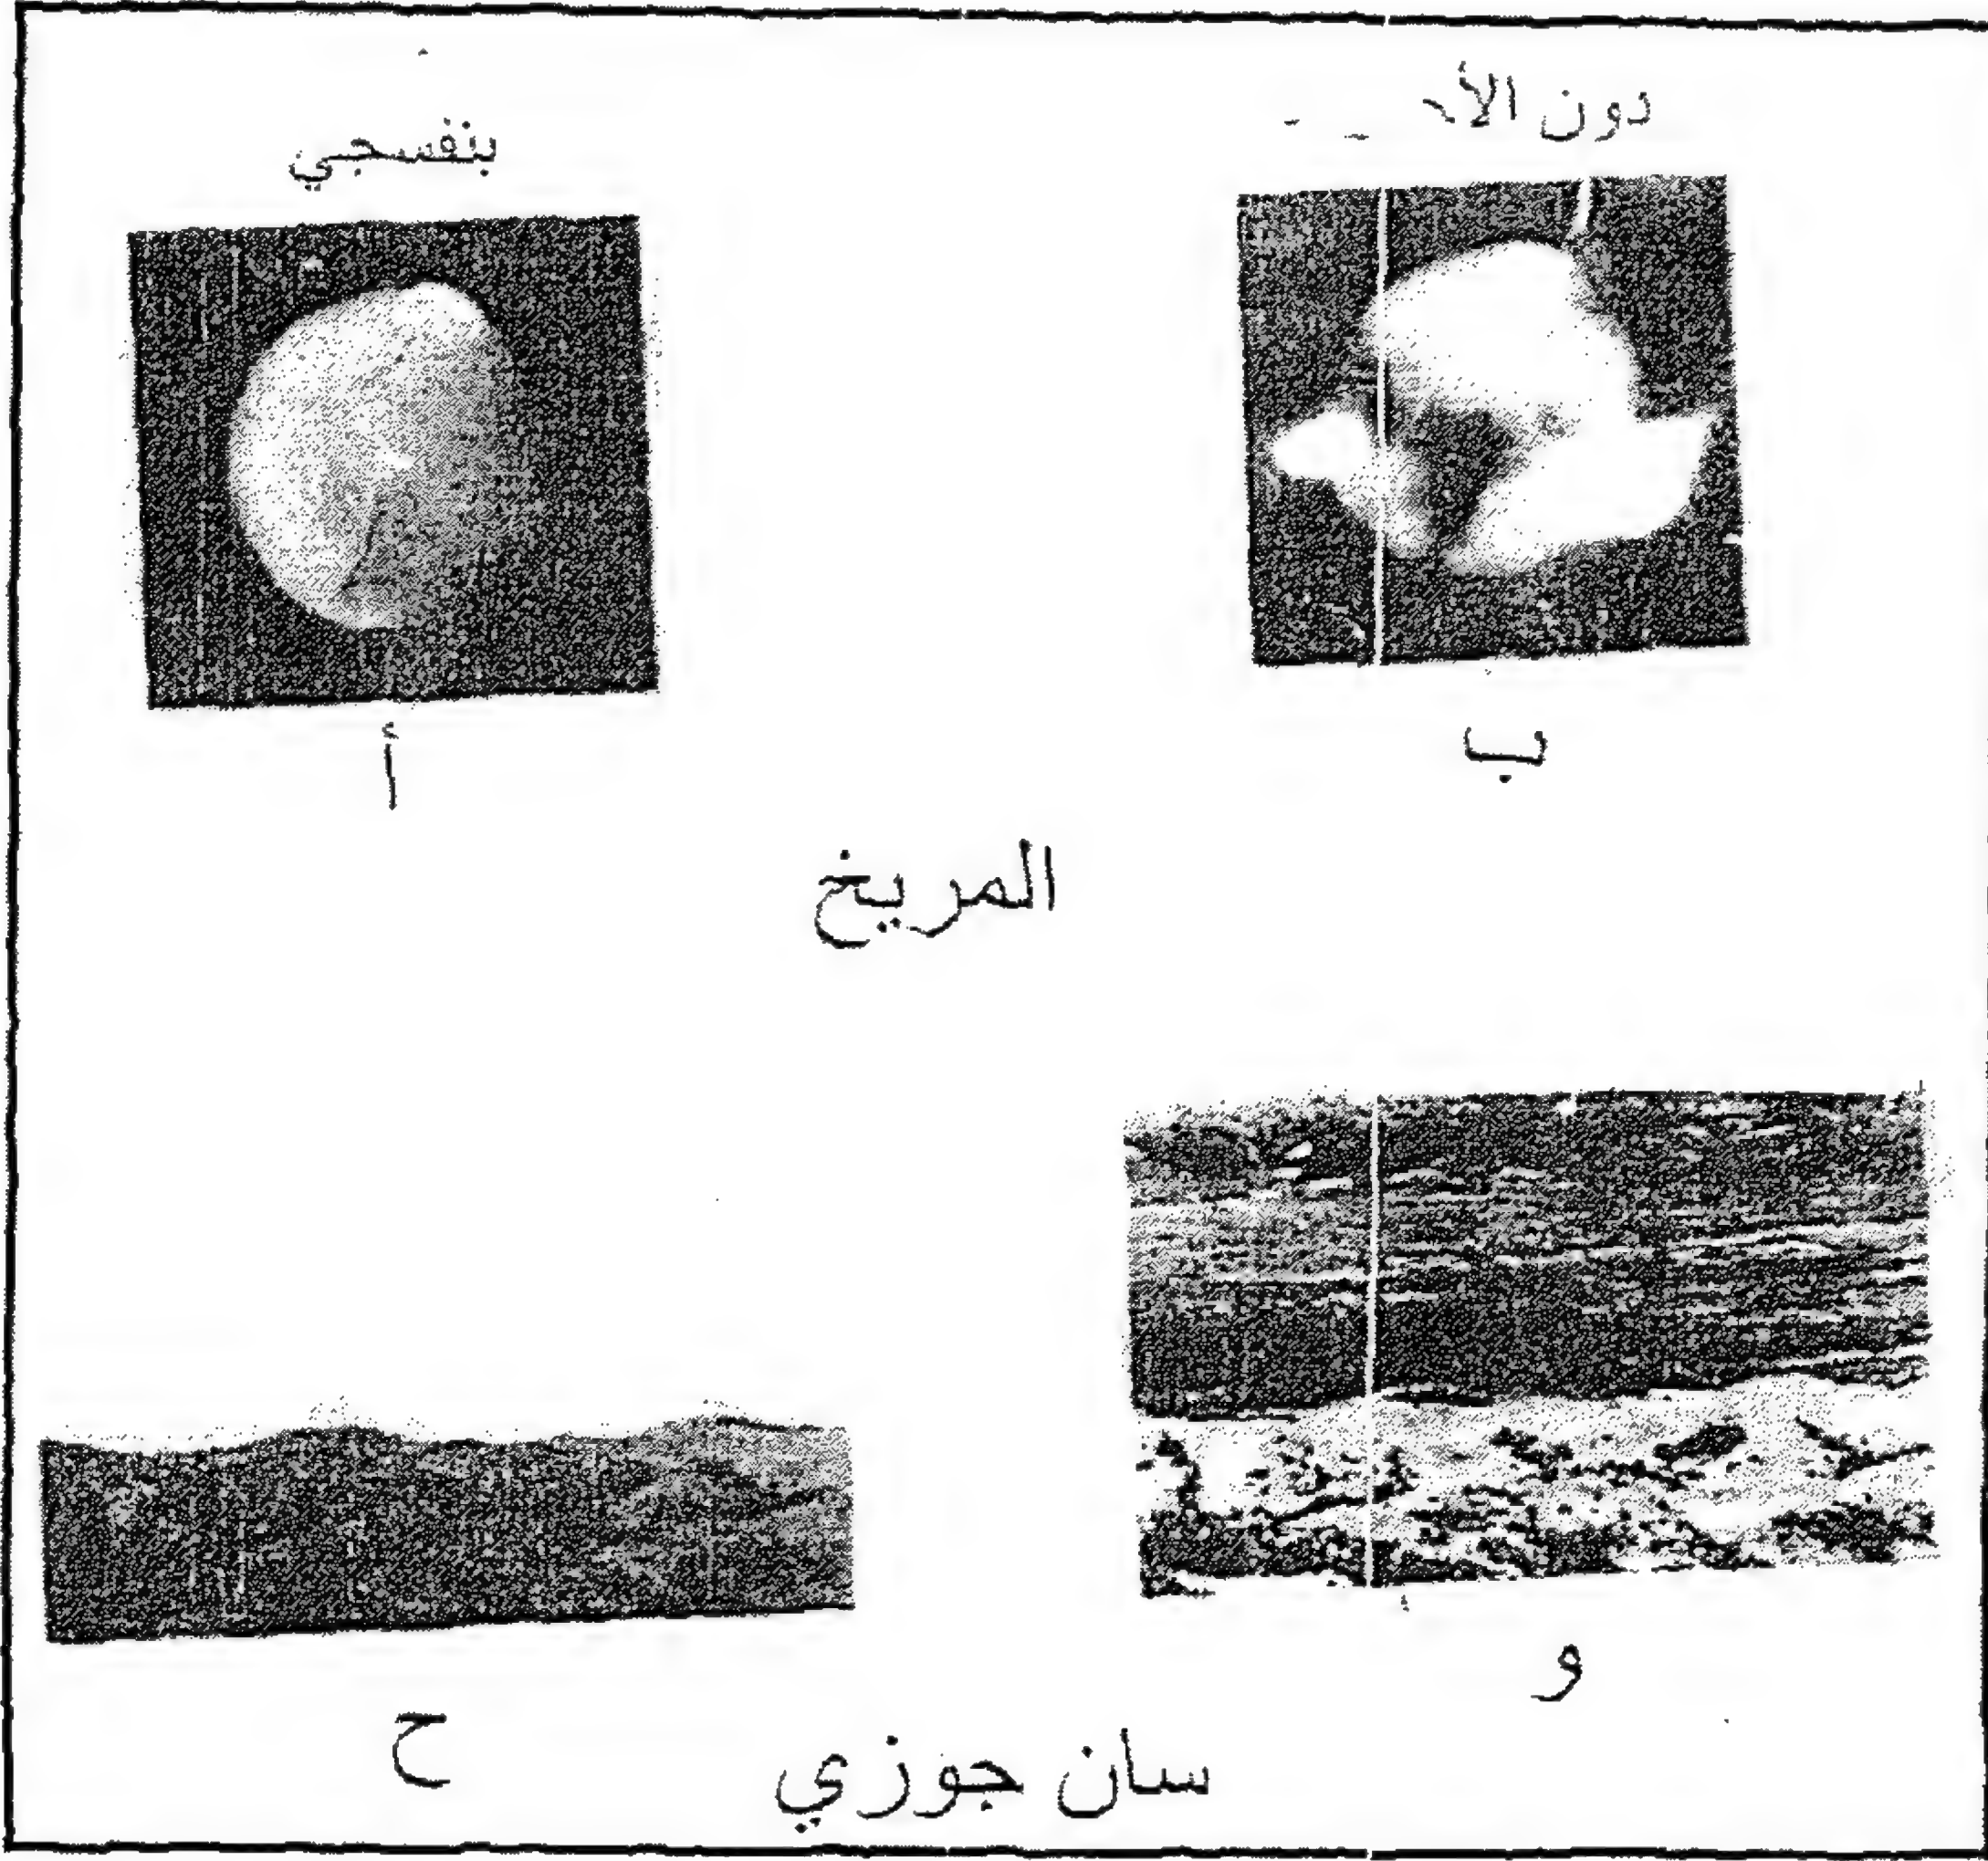 دون
بنفسجي
ب
أ
المريخ
و
ح
سان جوزي